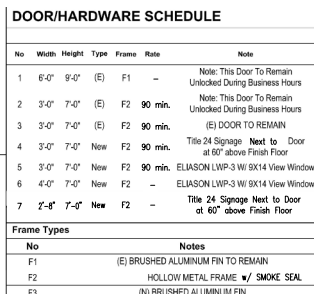 DOOR/HARDWARE SCHEDULE
No Width Height Type Frame Rate Note
1 6'-0" 9'-0" (E) F1 – Note: This Door To Remain
Unlocked During Business Hours
2 3'-0" 7'-0" (E) F2 90 min. Note: This Door To Remain
Unlocked During Business Hours
3 3'-0" 7'-0" (E) F2 90 min. (E) DOOR TO REMAIN
4 3'-0" 7'-0" New F2 90 min. Title 24 Signage Next to Door
at 60" above Finish Floor
5 3'-0" 7'-0" New F2 90 min. ELIASON LWP-3 W/ 9X14 View Window
6 4'-0" 7'-0" New F2 – ELIASON LWP-3 W/ 9X14 View Window
7 2'-8" 7'-0" New F2 – Title 24 Signage Next to Door
at 60" above Finish Floor
Frame Types
No Notes
F1 (E) BRUSHED ALUMINUM FIN TO REMAIN
F2 HOLLOW METAL FRAME w/ SMOKE SEAL
F3 (N) BRUSHED ALUMINUM FIN